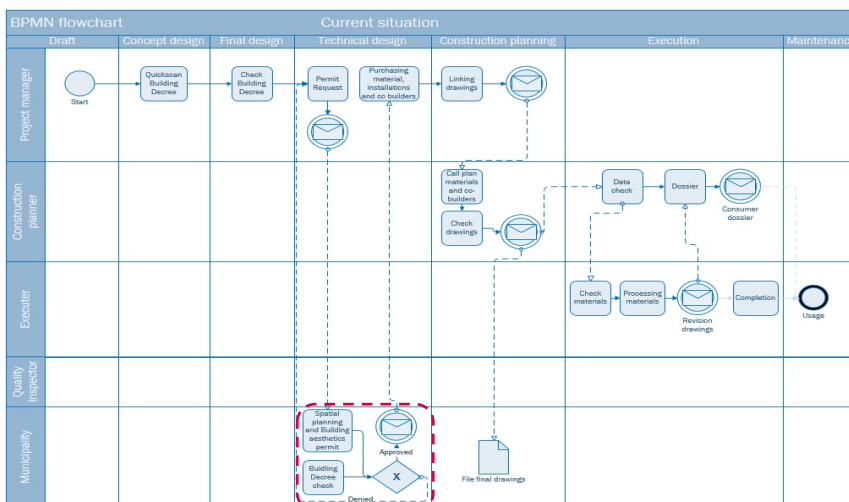 BPMN flowchart
Current situation
Draft
Concept design
Final design
Technical design
Construction planning
Execution
Maintenance
Project manager
Start
Quickscan
Building
Decree
Check
Building
Decree
Permit
Request
Purchasing
material,
installations
and co builders
Linking
drawings
Construction
planner
Call plan
materials
and co-
builders
Check
drawings
Data
check
Dossier
Consumer
dossier
Executer
Check
materials
Processing
materials
Revision
drawings
Completion
Usage
Quality
inspector
Municipality
Spatial
planning
and Building
aesthetics
permit
Buidling
Decree
check
Approved
X
Denied
File final drawings